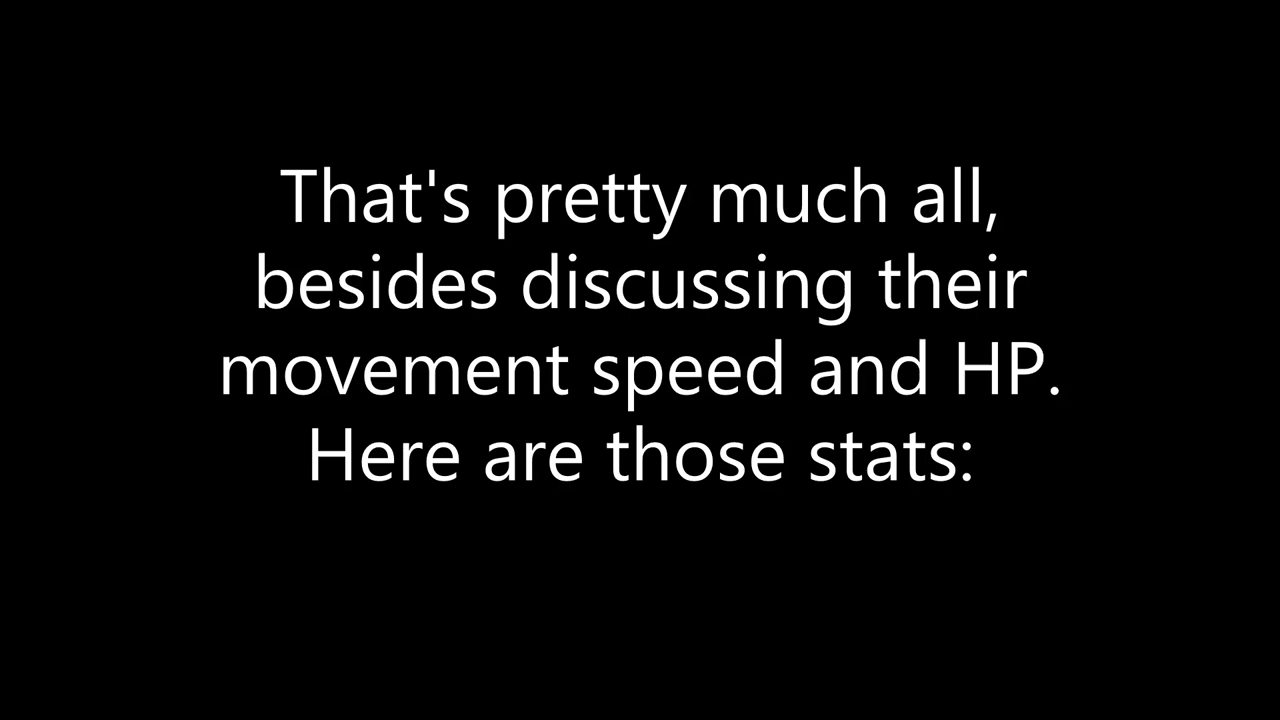 That's pretty much all,
besides discussing their
movement speed and HP.
Here are those stats: